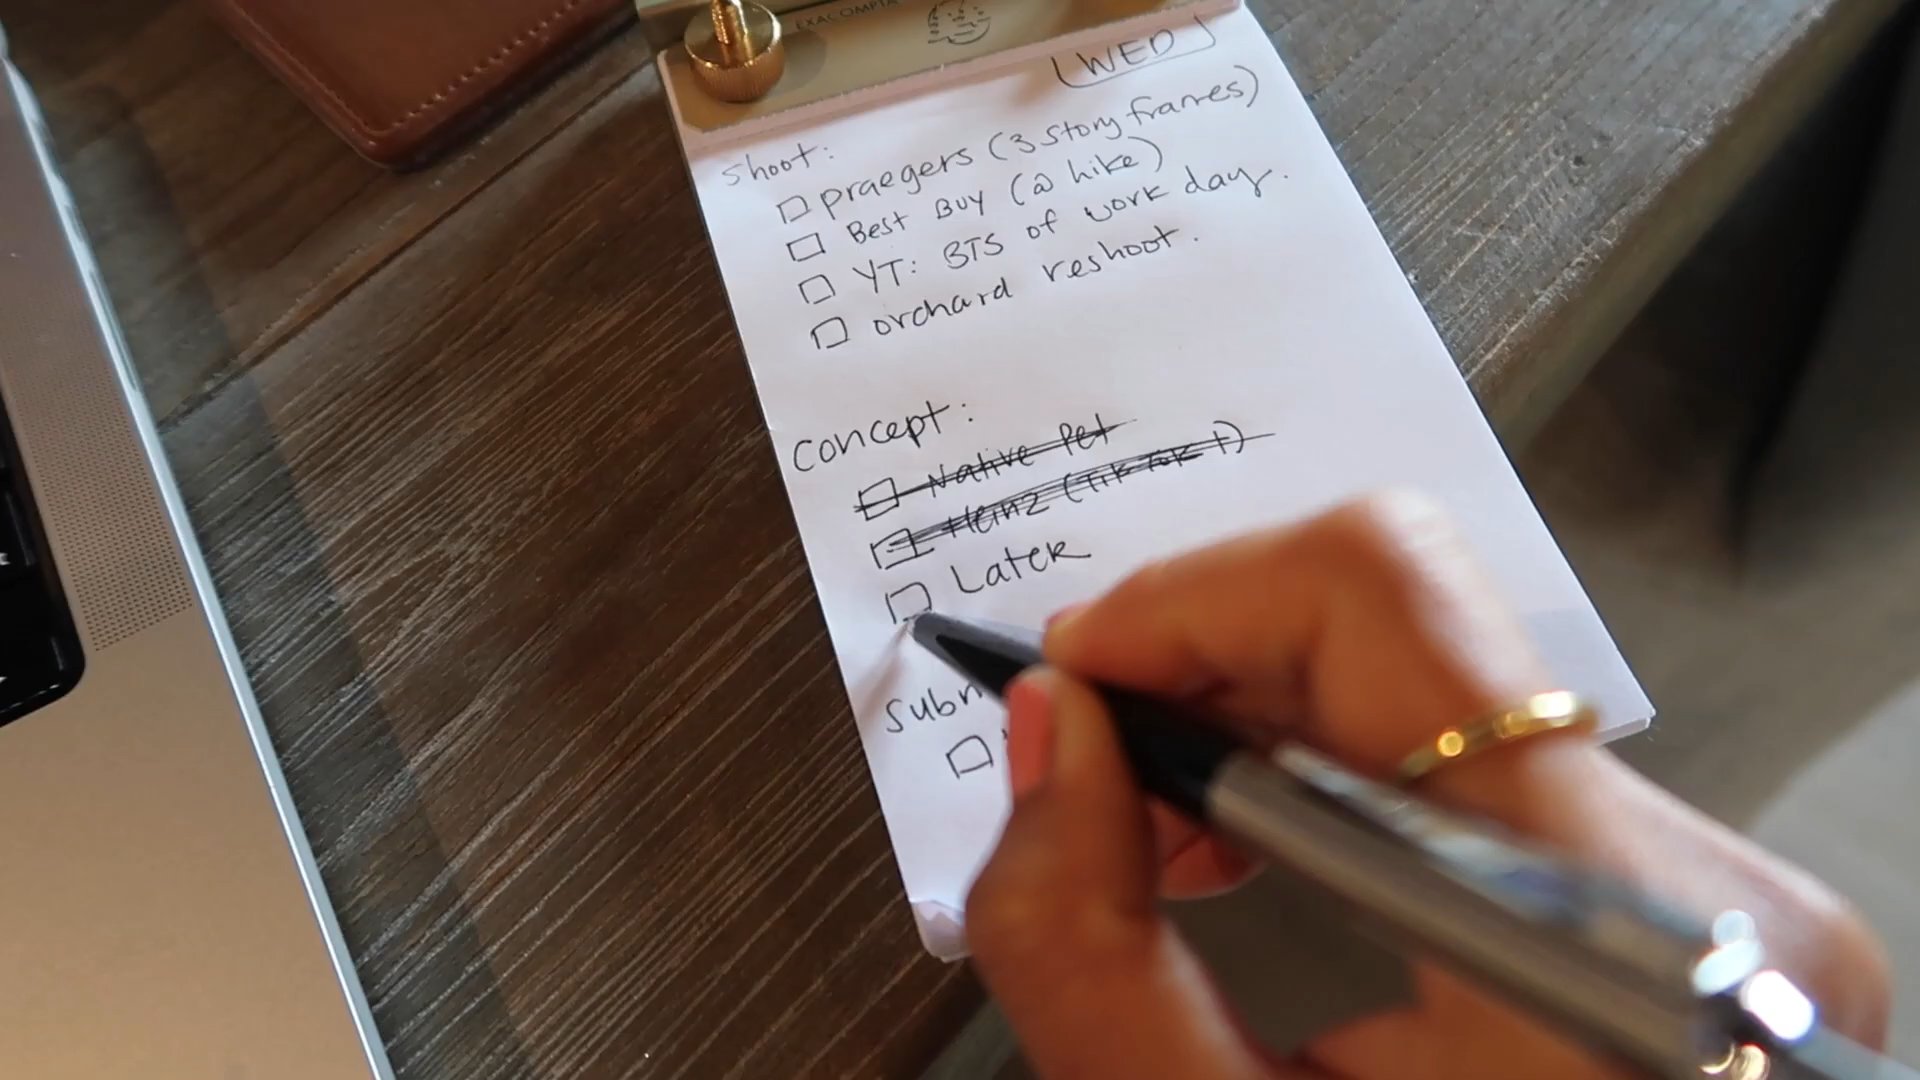 EXACOMPTA
WED
shoot:
praegers (3 story frames)
Best Buy (@ hike)
YT: BTS of work day.
orchard reshoot.
concept:
Native Pet
Heinz (TikTok 1)
Later